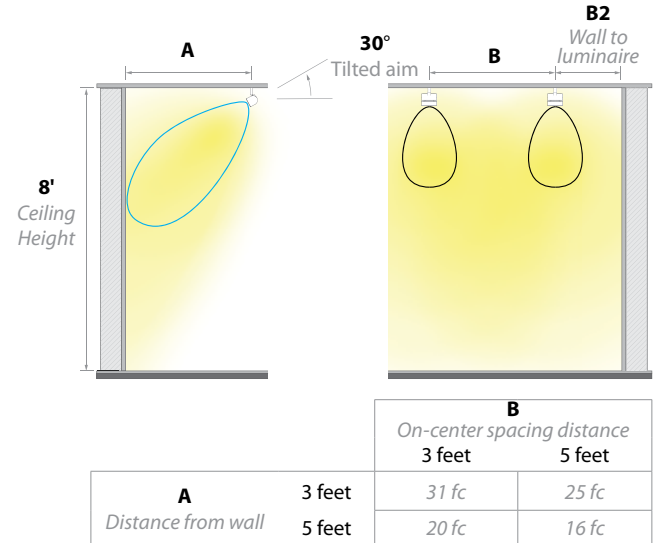 B2
Wall to
luminaire
A
30°
Tilted aim
B
8'
Ceiling
Height
B
On-center spacing distance
3 feet 5 feet
A
Distance from wall
3 feet 31 fc 25 fc
5 feet 20 fc 16 fc